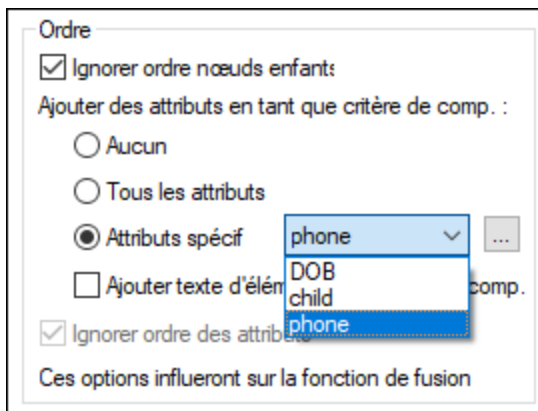 Ordre
Ignorer ordre nœuds enfants
Ajouter des attributs en tant que critère de comp. :
Aucun
Tous les attributs
Attributs spécif phone ...
DOB
Ajouter texte d'élém comp.
child
phone
Ignorer ordre des attributs
Ces options influeront sur la fonction de fusion